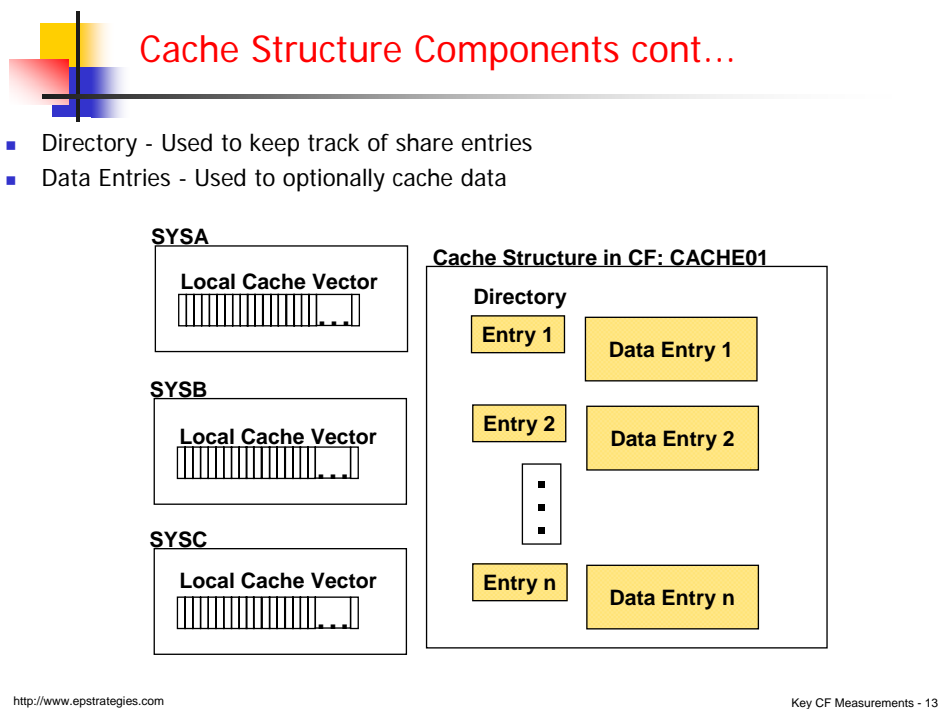 Cache Structure Components cont…
Directory - Used to keep track of share entries
Data Entries - Used to optionally cache data
SYSA
Local Cache Vector
...
SYSB
Local Cache Vector
...
SYSC
Local Cache Vector
...
Cache Structure in CF: CACHE01
Directory
Entry 1
Data Entry 1
Entry 2
Data Entry 2
Entry n
Data Entry n
http://www.epstrategies.com
Key CF Measurements - 13